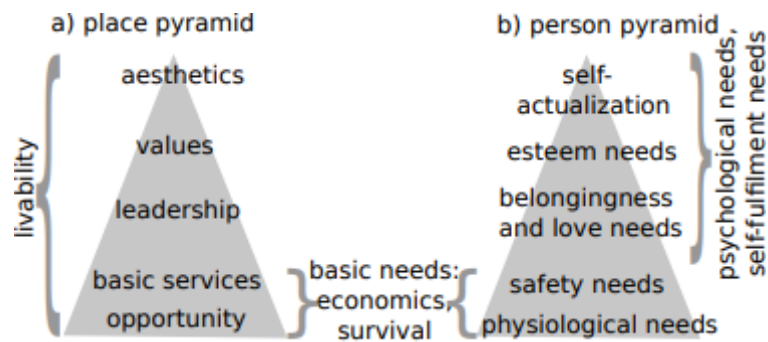 a) place pyramid
livability
aesthetics
values
leadership
basic services
opportunity
basic needs:
economics,
survival
b) person pyramid
self-
actualization
esteem needs
belongingness
and love needs
safety needs
physiological needs
psychological needs,
self-fulfilment needs